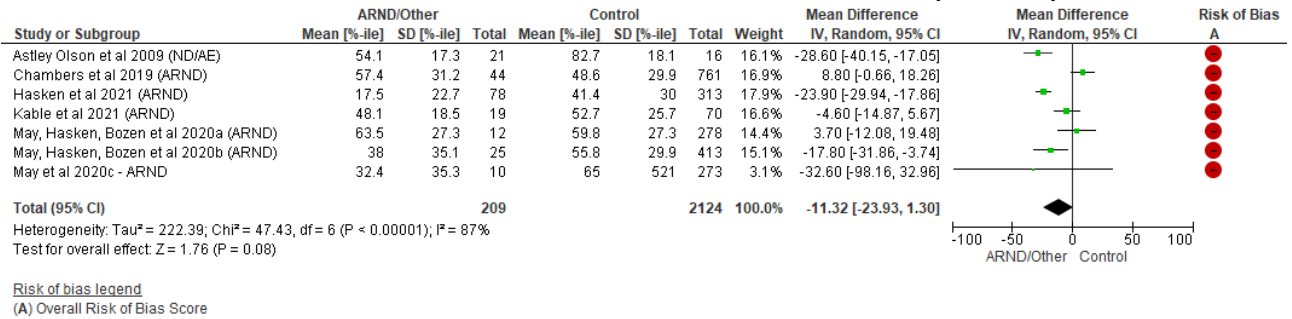 ARND/Other Control Mean Difference Mean Difference Risk of Bias
Study or Subgroup Mean [%-ile] SD [%-ile] Total Mean [%-ile] SD [%-ile] Total Weight IV, Random, 95% CI IV, Random, 95% CI A
Astley Olson et al 2009 (ND/AE) 54.1 17.3 21 82.7 18.1 16 16.1% -28.60 [-40.15, -17.05]
Chambers et al 2019 (ARND) 57.4 31.2 44 48.6 29.9 761 16.9% 8.80 [-0.66, 18.26]
Hasken et al 2021 (ARND) 17.5 22.7 78 41.4 30 313 17.9% -23.90 [-29.94, -17.86]
Kable et al 2021 (ARND) 48.1 18.5 19 52.7 25.7 70 16.6% -4.60 [-14.87, 5.67]
May, Hasken, Bozen et al 2020a (ARND) 63.5 27.3 12 59.8 27.3 278 14.4% 3.70 [-12.08, 19.48]
May, Hasken, Bozen et al 2020b (ARND) 38 35.1 25 55.8 29.9 413 15.1% -17.80 [-31.86, -3.74]
May et al 2020c - ARND 32.4 35.3 10 65 521 273 3.1% -32.60 [-98.16, 32.96]
Total (95% CI) 209 2124 100.0% -11.32 [-23.93, 1.30]
Heterogeneity: Tau² = 222.39; Chi² = 47.43, df = 6 (P < 0.00001); I² = 87%
Test for overall effect: Z = 1.76 (P = 0.08)
-100 -50 0 50 100
ARND/Other Control
Risk of bias legend
(A) Overall Risk of Bias Score